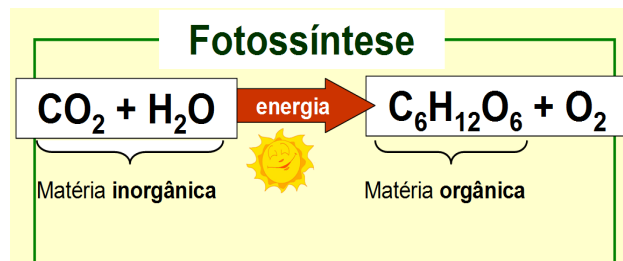 Fotossíntese
CO₂ + H₂O energia C₆H₁₂O₆ + O₂
Matéria inorgânica Matéria orgânica